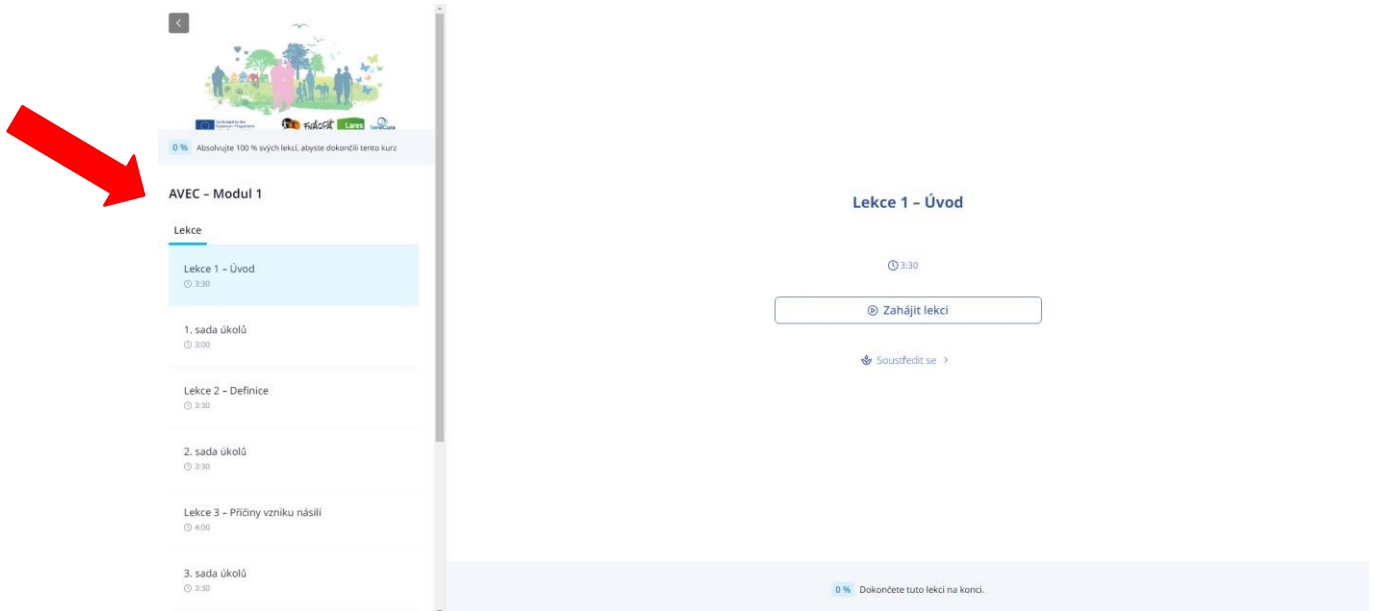 Lares
SeneCura
0 % Absolvujte 100 % svých lekcí, abyste dokončili tento kurz
AVEC – Modul 1
Lekce
Lekce 1 – Úvod
3:30
1. sada úkolů
3:00
Lekce 2 – Definice
3:30
2. sada úkolů
3:30
Lekce 3 – Příčiny vzniku násilí
4:00
3. sada úkolů
3:30
Lekce 1 – Úvod
3:30
Zahájit lekci
Soustředit se
0 % Dokončete tuto lekci na konci.